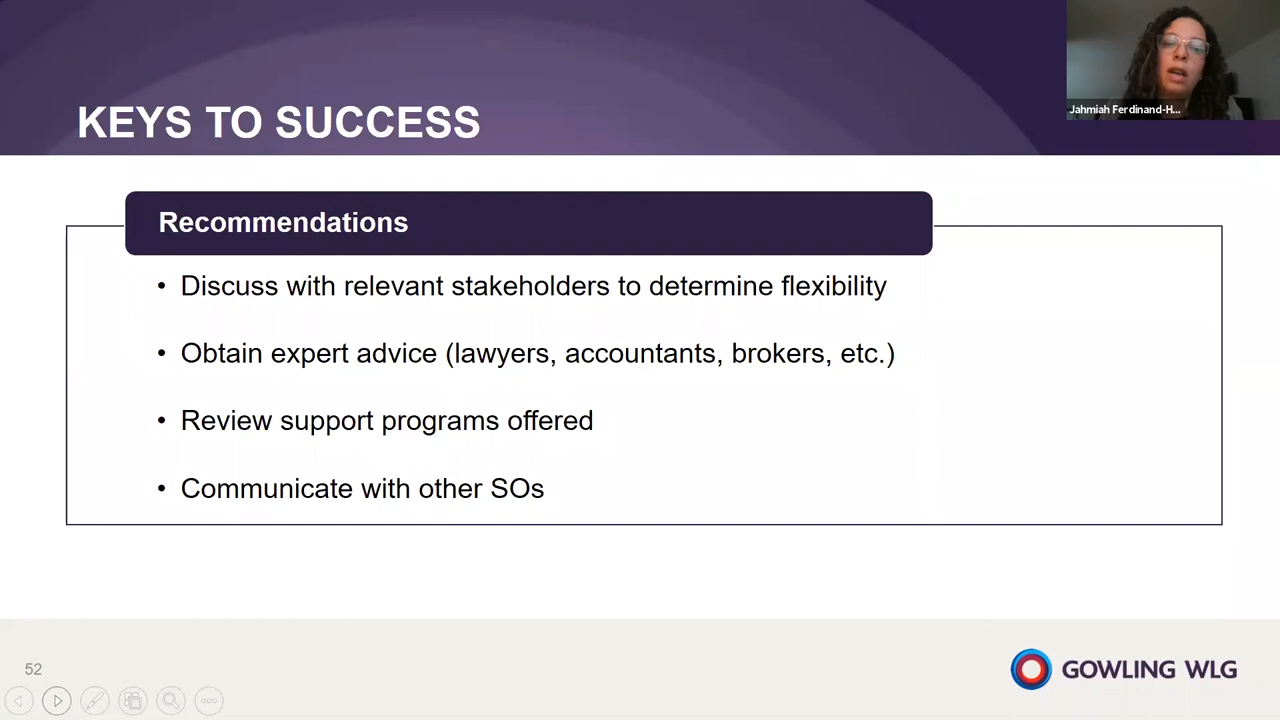 Jahmiah Ferdinand-H...
KEYS TO SUCCESS
Recommendations
• Discuss with relevant stakeholders to determine flexibility
• Obtain expert advice (lawyers, accountants, brokers, etc.)
• Review support programs offered
• Communicate with other SOs
52
GOWLING WLG